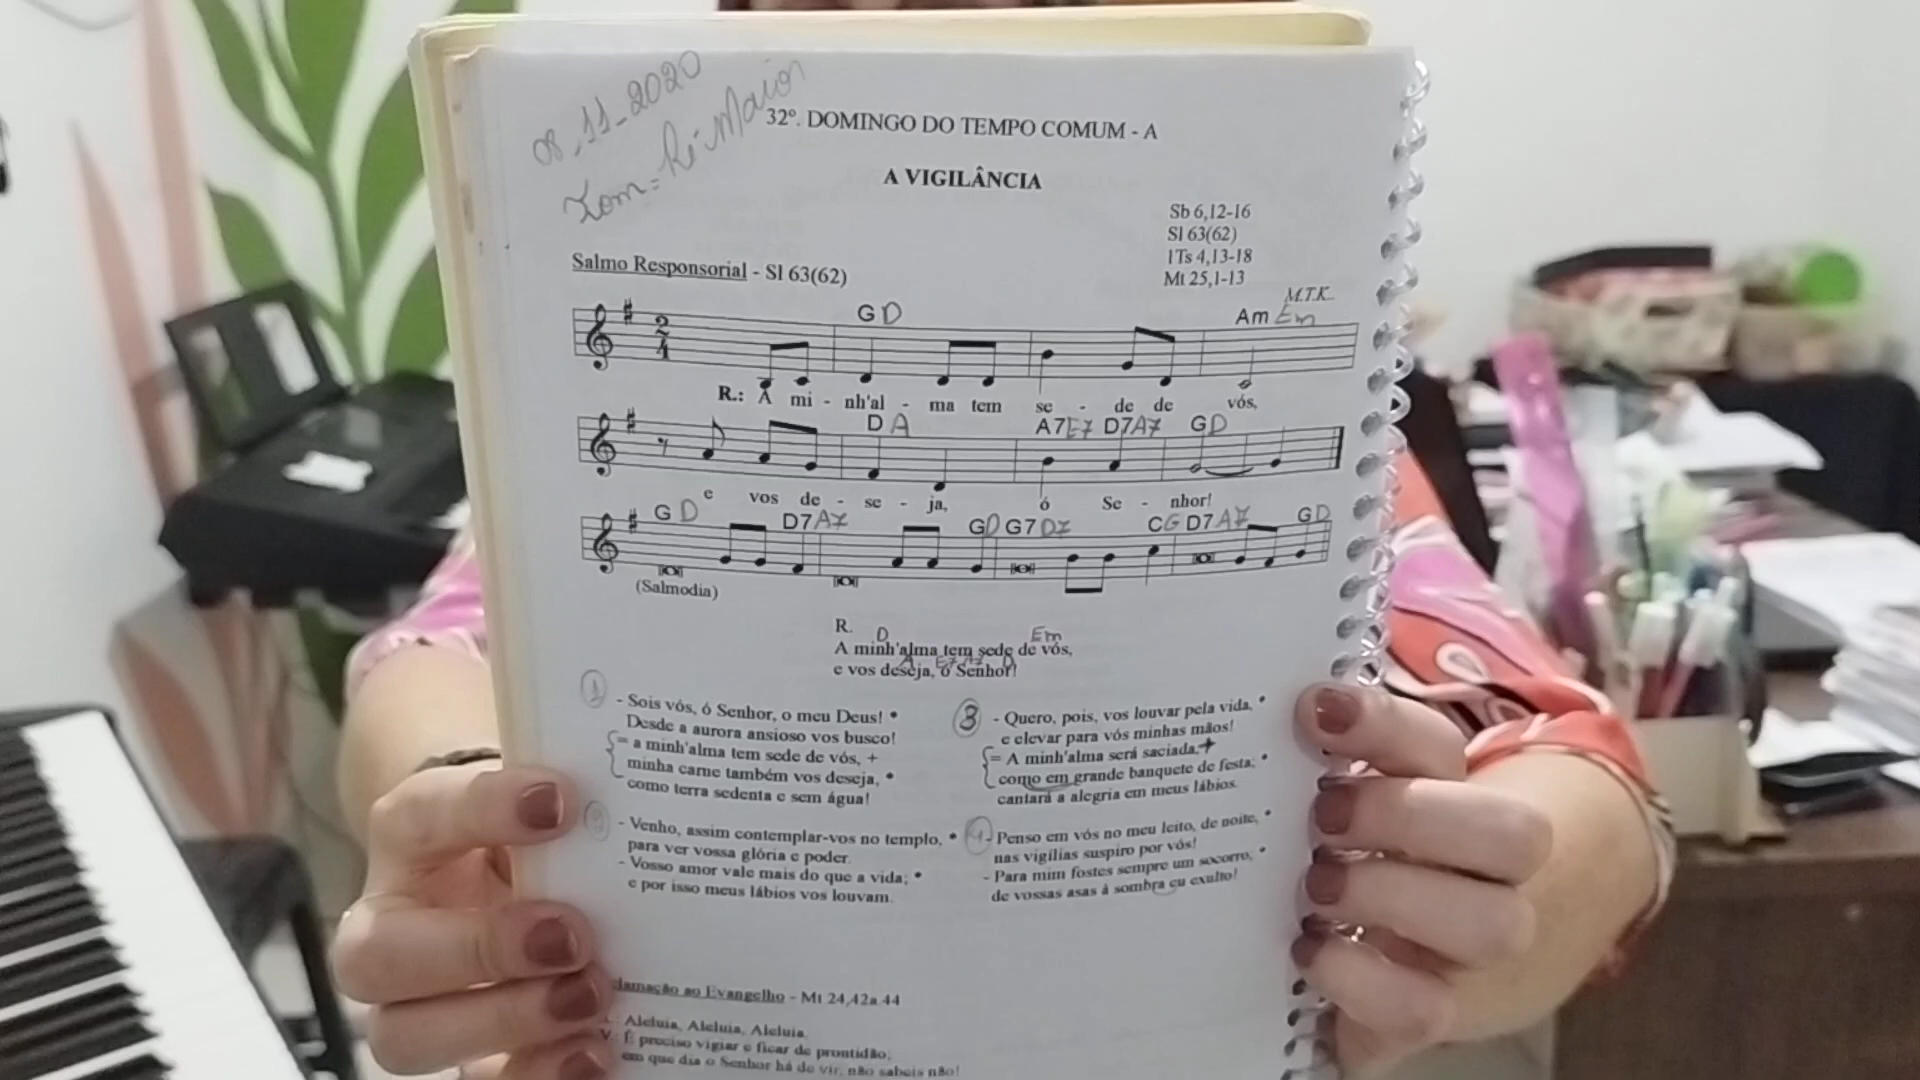 08_11_2020
Tom = Ré Maior
32º. DOMINGO DO TEMPO COMUM - A
A VIGILÂNCIA
Sb 6,12-16
Sl 63(62)
1Ts 4,13-18
Mt 25,1-13
M.T.K.
Salmo Responsorial - Sl 63(62)
G D Am Em
2 4
R.: A mi - nh'al - ma tem se - de de vós,
D A A7 E7 D7 A7 G D
e vos de - se - ja, ó Se - nhor!
G D D7 A7 G D G7 D7 C G D7 A7 G D
(Salmodia)
R.
D Em
A minh'alma tem sede de vós,
A E7 A7 D
e vos deseja, ó Senhor!
1 - Sois vós, ó Senhor, o meu Deus! *
Desde a aurora ansioso vos busco!
= a minh'alma tem sede de vós, +
minha carne também vos deseja, *
como terra sedenta e sem água!
2 - Venho, assim contemplar-vos no templo, *
para ver vossa glória e poder.
- Vosso amor vale mais do que a vida; *
e por isso meus lábios vos louvam.
3 - Quero, pois, vos louvar pela vida, *
e elevar para vós minhas mãos!
= A minh'alma será saciada, +
como em grande banquete de festa; *
cantará a alegria em meus lábios.
4 - Penso em vós no meu leito, de noite, *
nas vigílias suspiro por vós!
- Para mim fostes sempre um socorro; *
de vossas asas à sombra eu exulto!
clamação ao Evangelho - Mt 24,42a.44
Aleluia, Aleluia, Aleluia.
V. É preciso vigiar e ficar de prontidão;
em que dia o Senhor há de vir, não sabeis não!